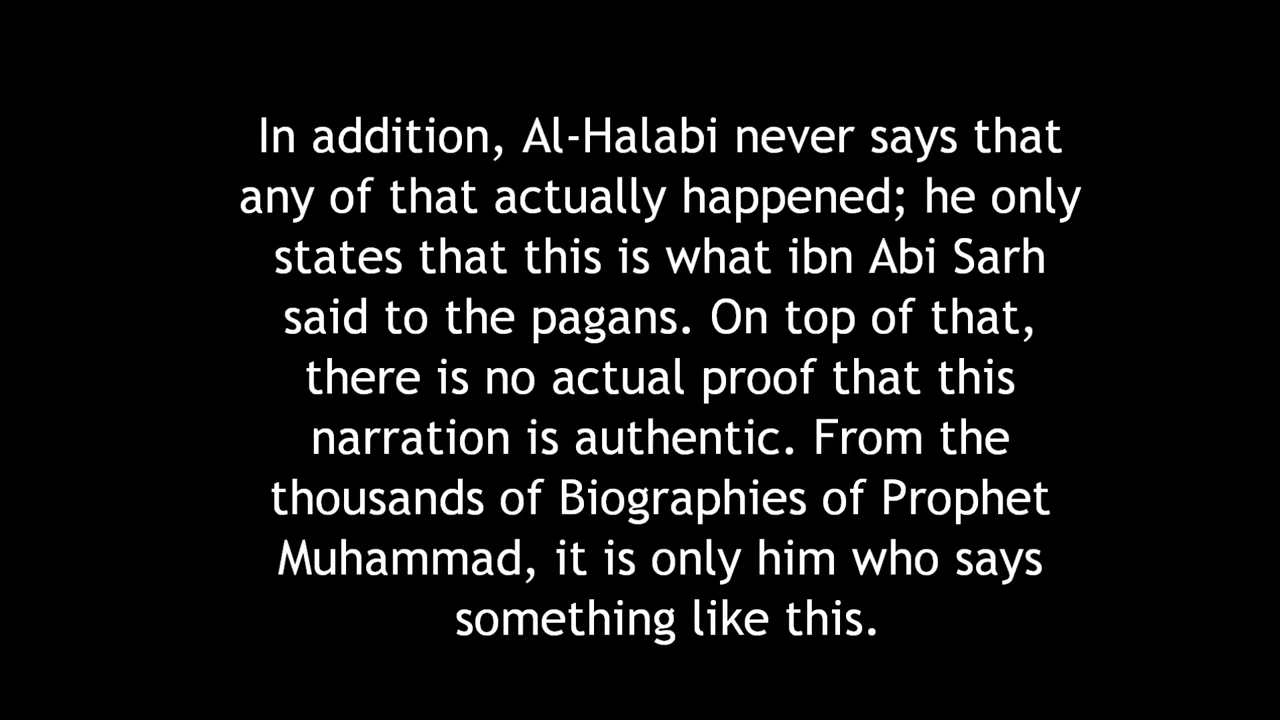 In addition, Al-Halabi never says that
any of that actually happened; he only
states that this is what ibn Abi Sarh
said to the pagans. On top of that,
there is no actual proof that this
narration is authentic. From the
thousands of Biographies of Prophet
Muhammad, it is only him who says
something like this.